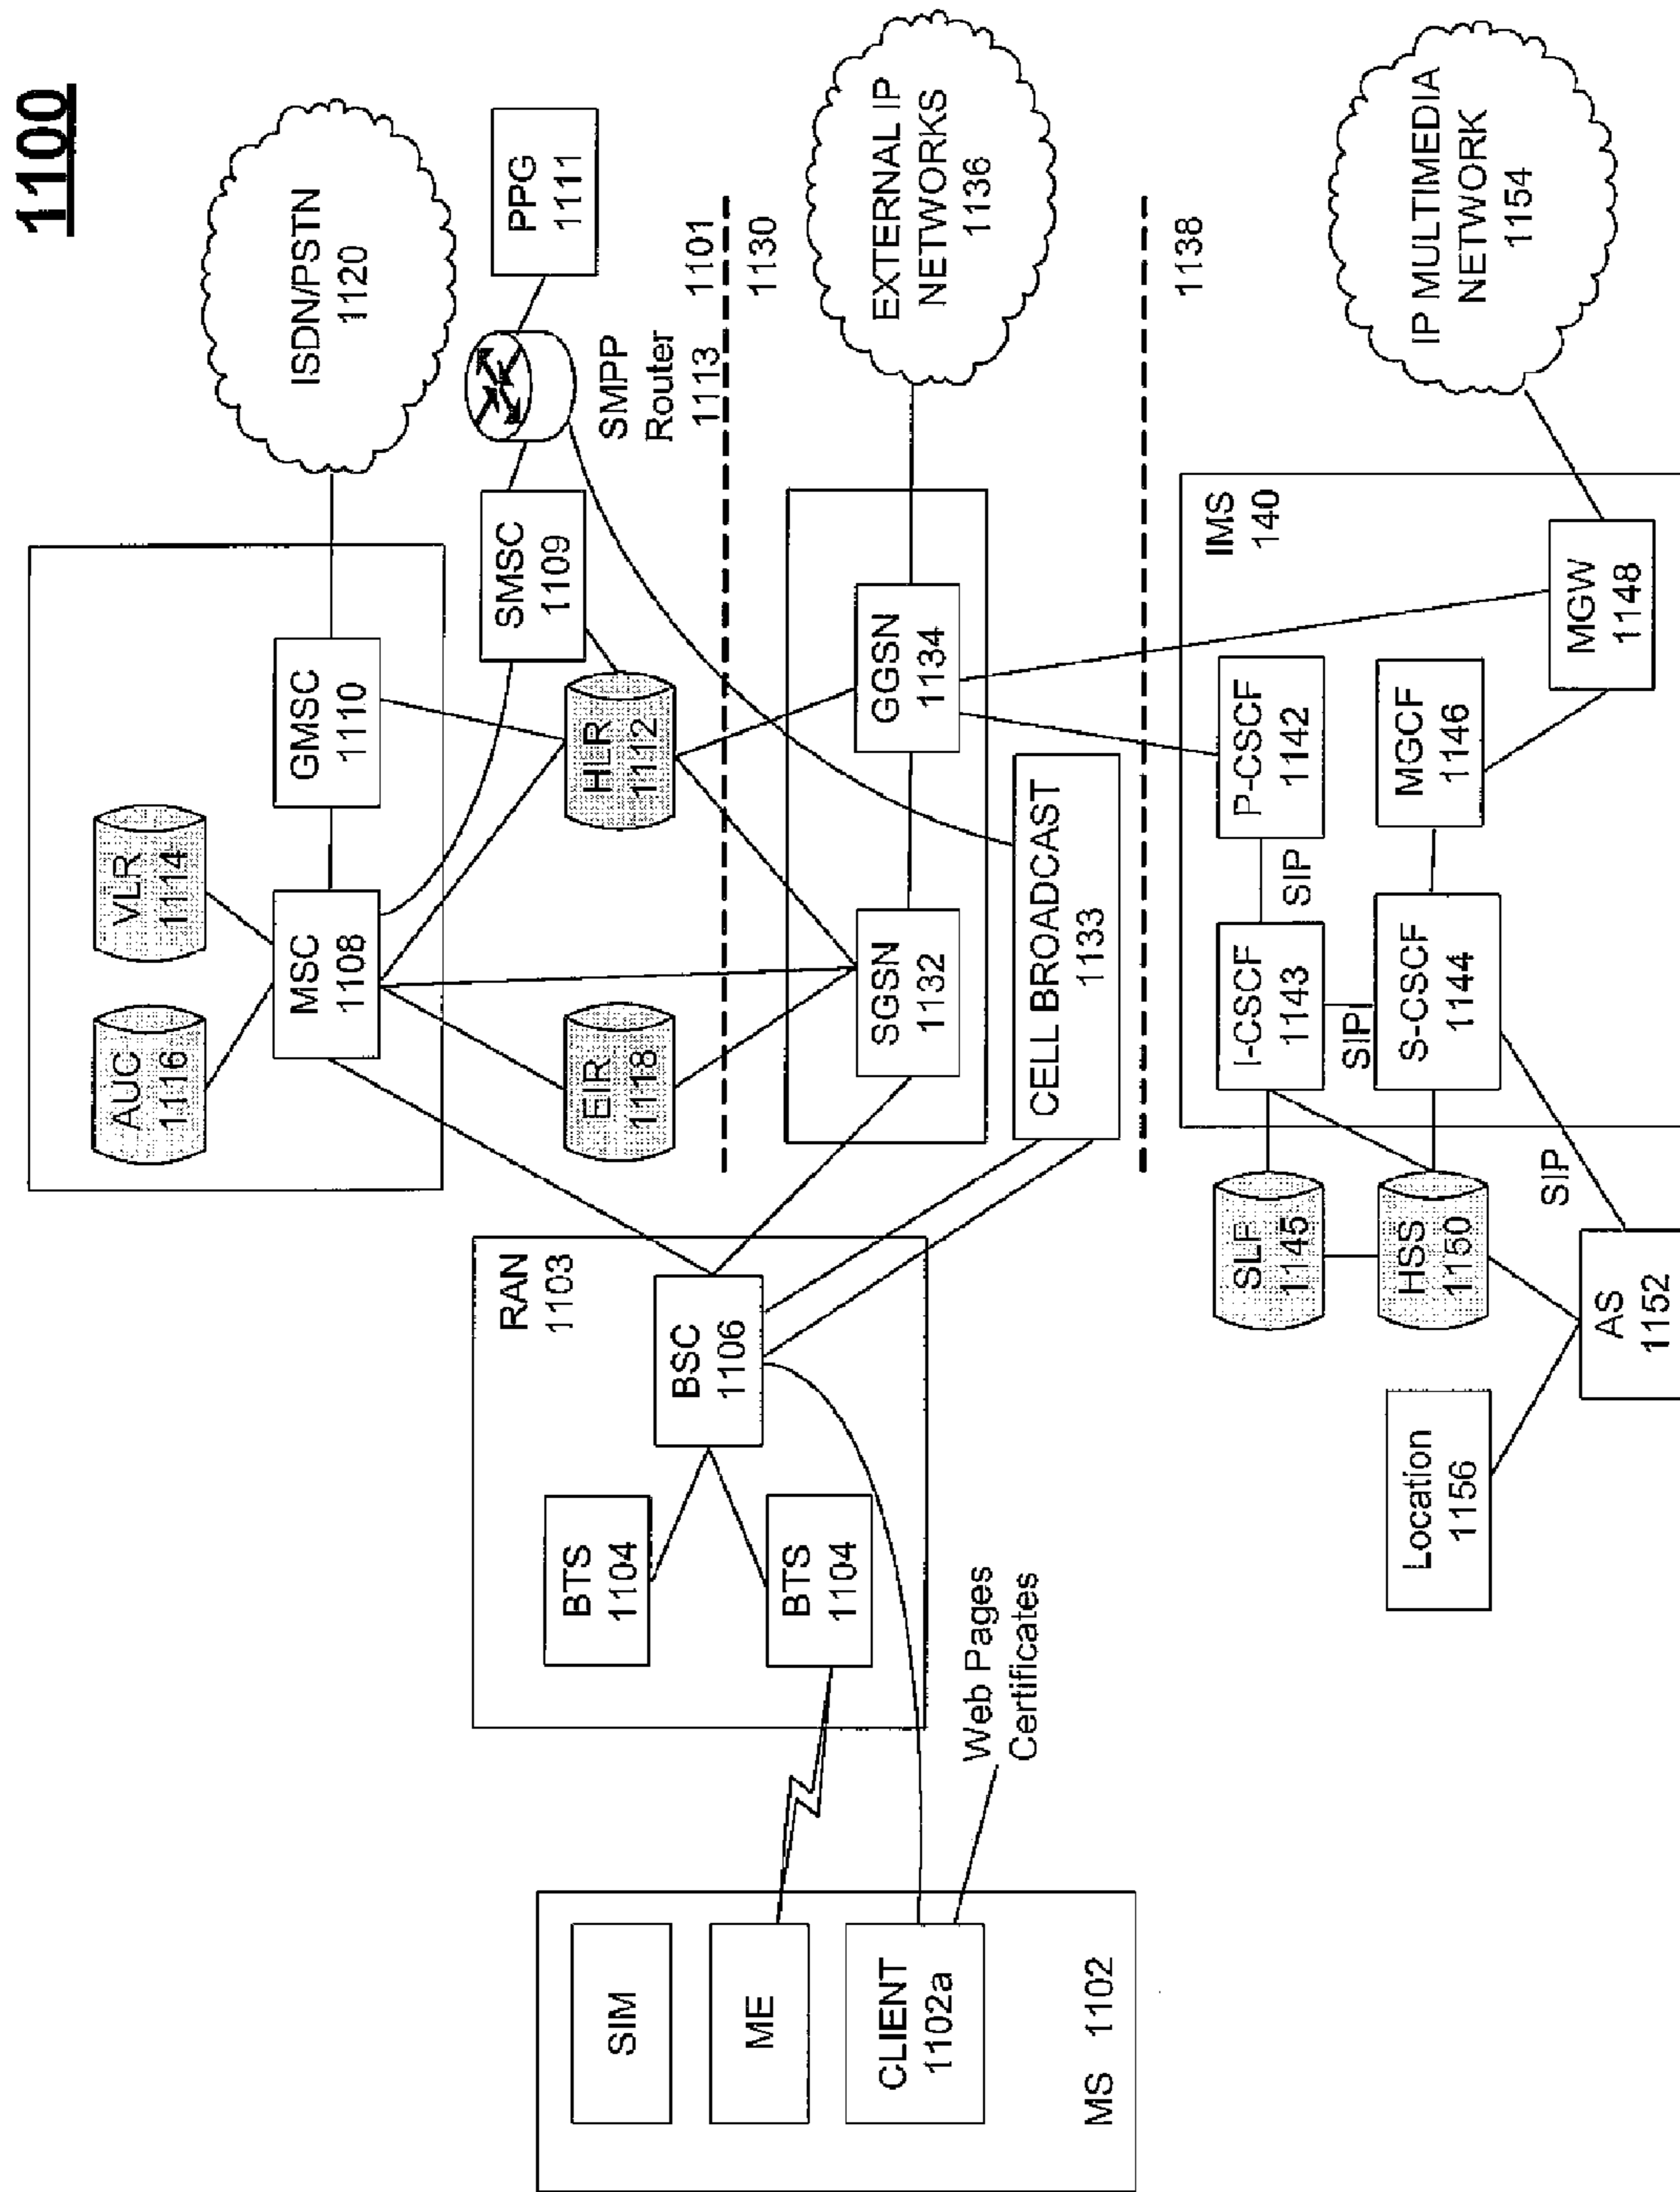 1100
ISDN/PSTN
1120
PPG
1111
SMPP
Router
1113
1101
1130
EXTERNAL IP
NETWORKS
1136
1138
IP MULTIMEDIA
NETWORK
1154
AUC
1116
VLR
1114
MSC
1108
GMSC
1110
SMSC
1109
EIR
1118
HLR
1112
SGSN
1132
GGSN
1134
CELL BROADCAST
1133
IMS
140
I-CSCF
1143
SIP
P-CSCF
1142
SIP
S-CSCF
1144
MGCF
1146
MGW
1148
SLF
1145
HSS
1150
SIP
AS
1152
Location
1156
RAN
1103
BSC
1106
BTS
1104
BTS
1104
Web Pages
Certificates
SIM
ME
CLIENT
1102a
MS 1102